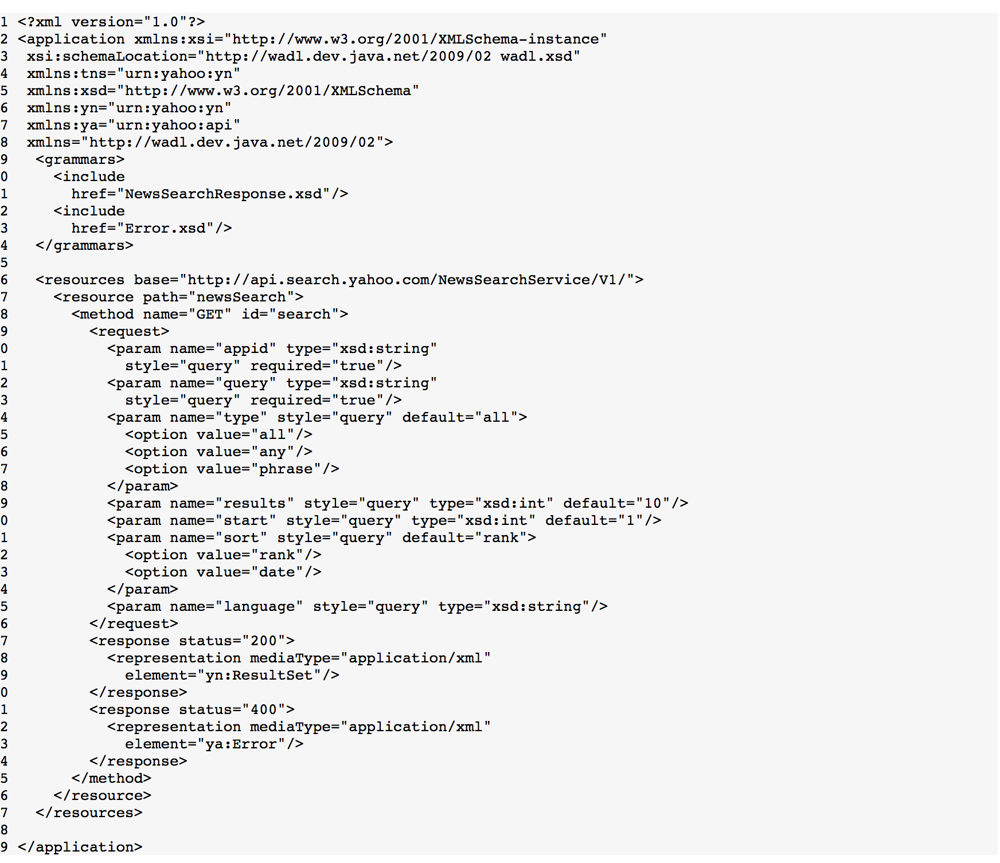 1 <?xml version="1.0"?>
2 <application xmlns:xsi="http://www.w3.org/2001/XMLSchema-instance"
3  xsi:schemaLocation="http://wadl.dev.java.net/2009/02 wadl.xsd"
4  xmlns:tns="urn:yahoo:yn"
5  xmlns:xsd="http://www.w3.org/2001/XMLSchema"
6  xmlns:yn="urn:yahoo:yn"
7  xmlns:ya="urn:yahoo:api"
8  xmlns="http://wadl.dev.java.net/2009/02">
9   <grammars>
0     <include
1       href="NewsSearchResponse.xsd"/>
2     <include
3       href="Error.xsd"/>
4   </grammars>
5
6   <resources base="http://api.search.yahoo.com/NewsSearchService/V1/">
7     <resource path="newsSearch">
8       <method name="GET" id="search">
9         <request>
0           <param name="appid" type="xsd:string"
1             style="query" required="true"/>
2           <param name="query" type="xsd:string"
3             style="query" required="true"/>
4           <param name="type" style="query" default="all">
5             <option value="all"/>
6             <option value="any"/>
7             <option value="phrase"/>
8           </param>
9           <param name="results" style="query" type="xsd:int" default="10"/>
0           <param name="start" style="query" type="xsd:int" default="1"/>
1           <param name="sort" style="query" default="rank">
2             <option value="rank"/>
3             <option value="date"/>
4           </param>
5           <param name="language" style="query" type="xsd:string"/>
6         </request>
7         <response status="200">
8           <representation mediaType="application/xml"
9             element="yn:ResultSet"/>
0         </response>
1         <response status="400">
2           <representation mediaType="application/xml"
3             element="ya:Error"/>
4         </response>
5       </method>
6     </resource>
7   </resources>
8
9 </application>